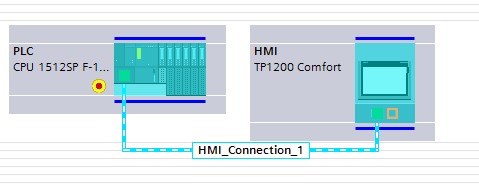 PLC
CPU 1512SP F-1...
HMI
TP1200 Comfort
HMI_Connection_1